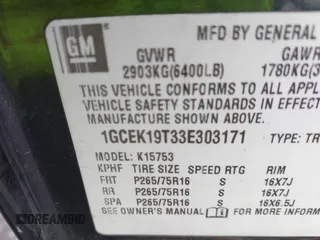 GM
MFD BY GENERAL
GVWR GAWR
2903KG(6400LB) 1780KG(3
THIS VEHICLE CONFORMS TO ALL AP
VEHICLE SAFETY STANDARDS IN
MANUFACTURE SHOWN ABOVE.
1GCEK19T33E303171 TYPE: TR
MODEL: K15753
KPHF TIRE SIZE SPEED RTG RIM
FRT P265/75R16 S 16X7J
RR P265/75R16 S 16X7J
SPA P265/75R16 S 16X6.5J
SEE OWNER'S MANUAL FOR
DREAMBID